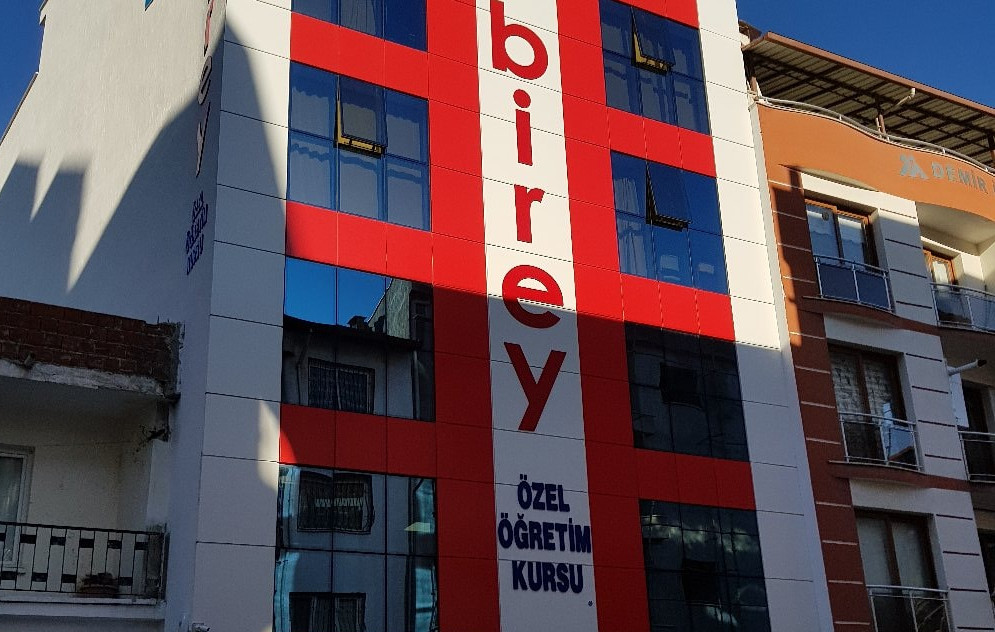 birey
ÖZEL
ÖĞRETİM
KURSU
DEMİR